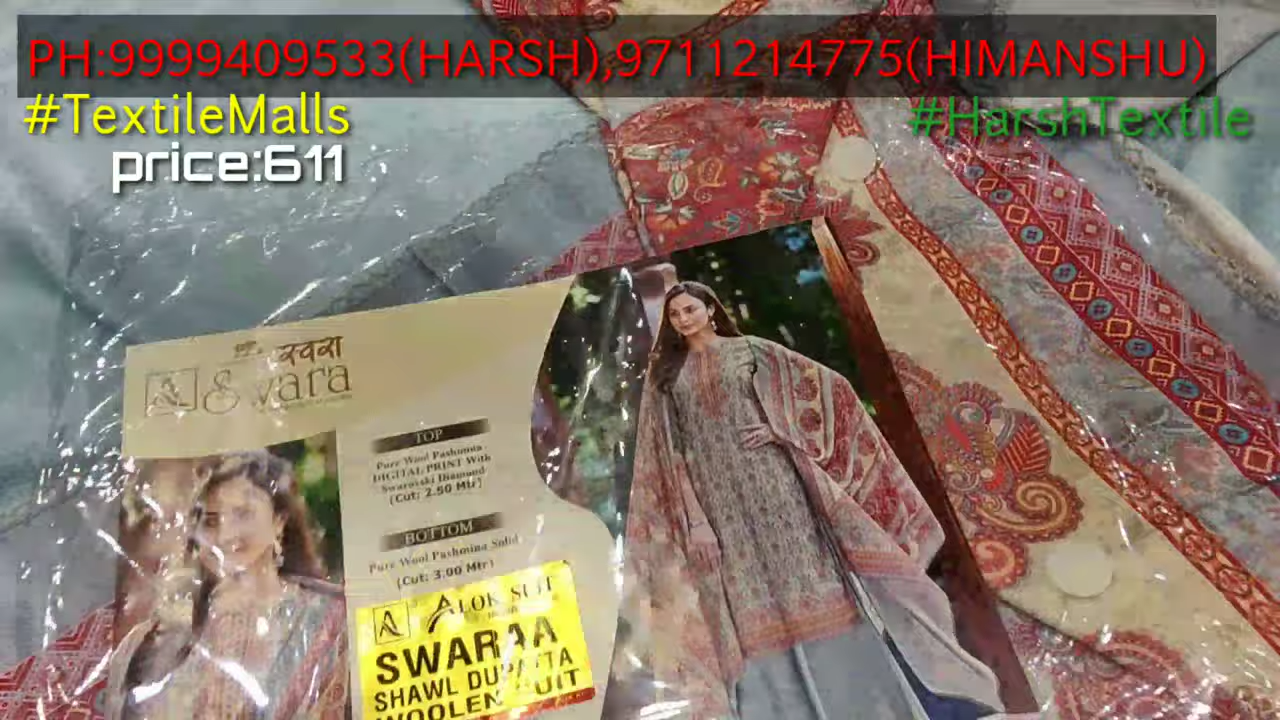 PH:9999409533(HARSH),9711214775(HIMANSHU)
#TextileMalls
#HarshTextile
price:611
स्वरा
Swara
TOP
Pure Wool Pashmina
DIGITAL PRINT With
Swarovski Diamond
(Cut: 2.50 Mtr)
BOTTOM
Pure Wool Pashmina Solid
(Cut: 3.00 Mtr)
ALOK SUIT
SWARAA
SHAWL DUPATTA
WOOLEN SUIT